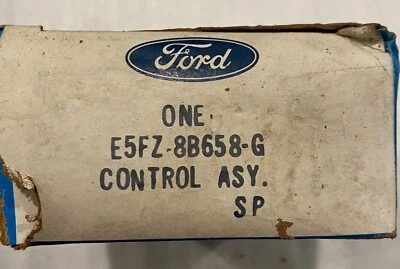 Ford
ONE
E5FZ-8B658-G
CONTROL ASY.
SP